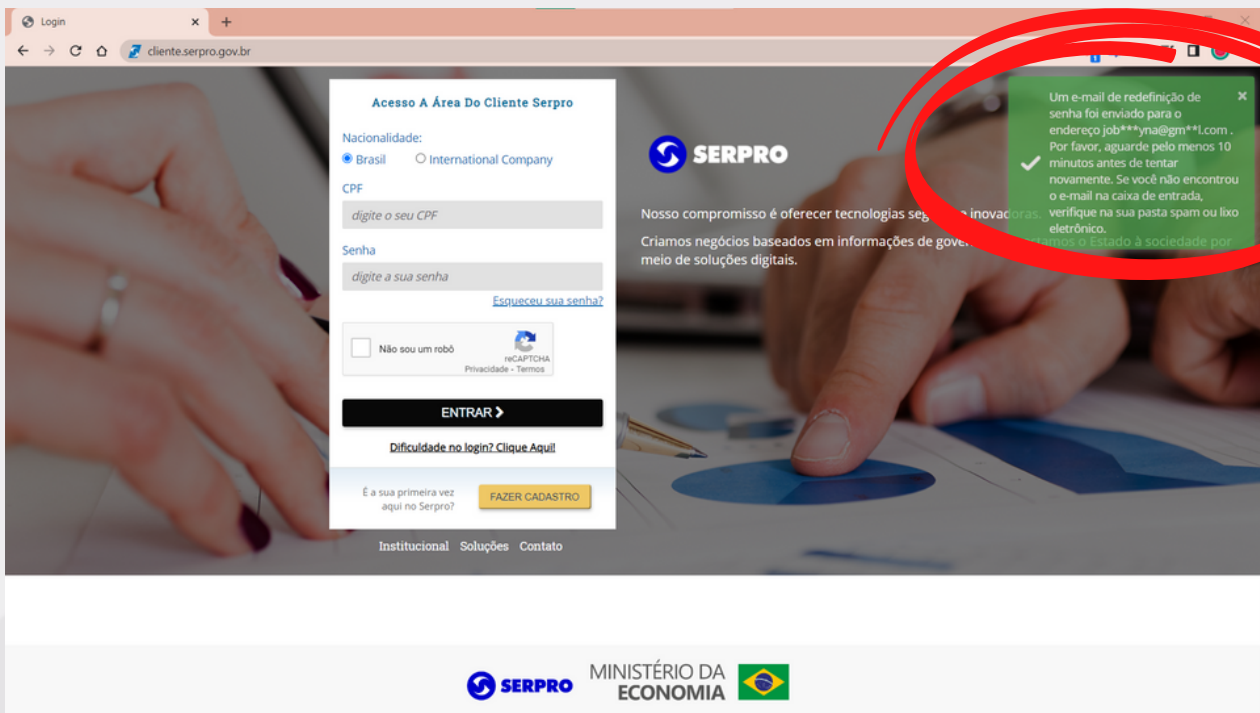 Login
cliente.serpro.gov.br
Acesso A Área Do Cliente Serpro
Nacionalidade:
Brasil International Company
CPF
digite o seu CPF
Senha
digite a sua senha
Esqueceu sua senha?
Não sou um robô
reCAPTCHA
Privacidade - Termos
ENTRAR
Dificuldade no login? Clique Aqui!
É a sua primeira vez
aqui no Serpro?
FAZER CADASTRO
Institucional Soluções Contato
SERPRO
Nosso compromisso é oferecer tecnologias seg e inovadoras.
Criamos negócios baseados em informações de gover tamos o Estado à sociedade por
meio de soluções digitais.
Um e-mail de redefinição de
senha foi enviado para o
endereço job***yna@gm**l.com .
Por favor, aguarde pelo menos 10
minutos antes de tentar
novamente. Se você não encontrou
o e-mail na caixa de entrada,
verifique na sua pasta spam ou lixo
eletrônico.
SERPRO
MINISTÉRIO DA
ECONOMIA